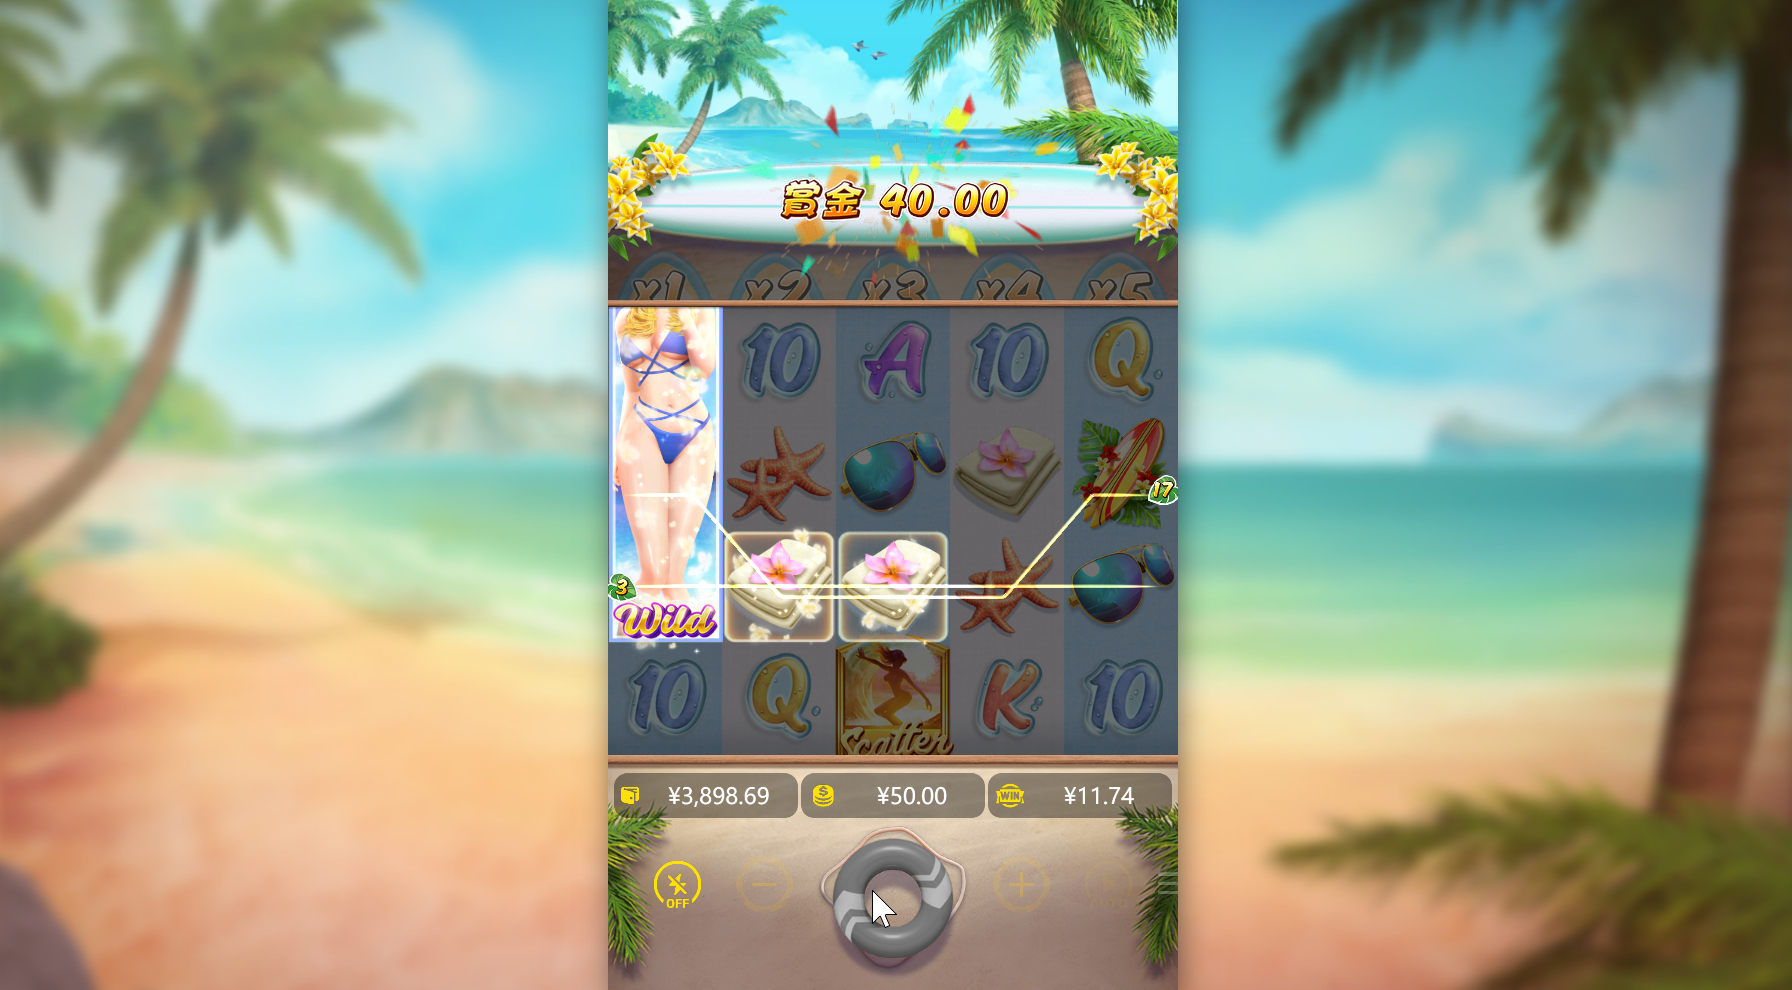 賞金 40.00
x1 x2 x3 x4 x5
10 A 10 Q
17
3
Wild
10 Q K 10
Scatter
¥3,898.69 ¥50.00 WIN ¥11.74
OFF